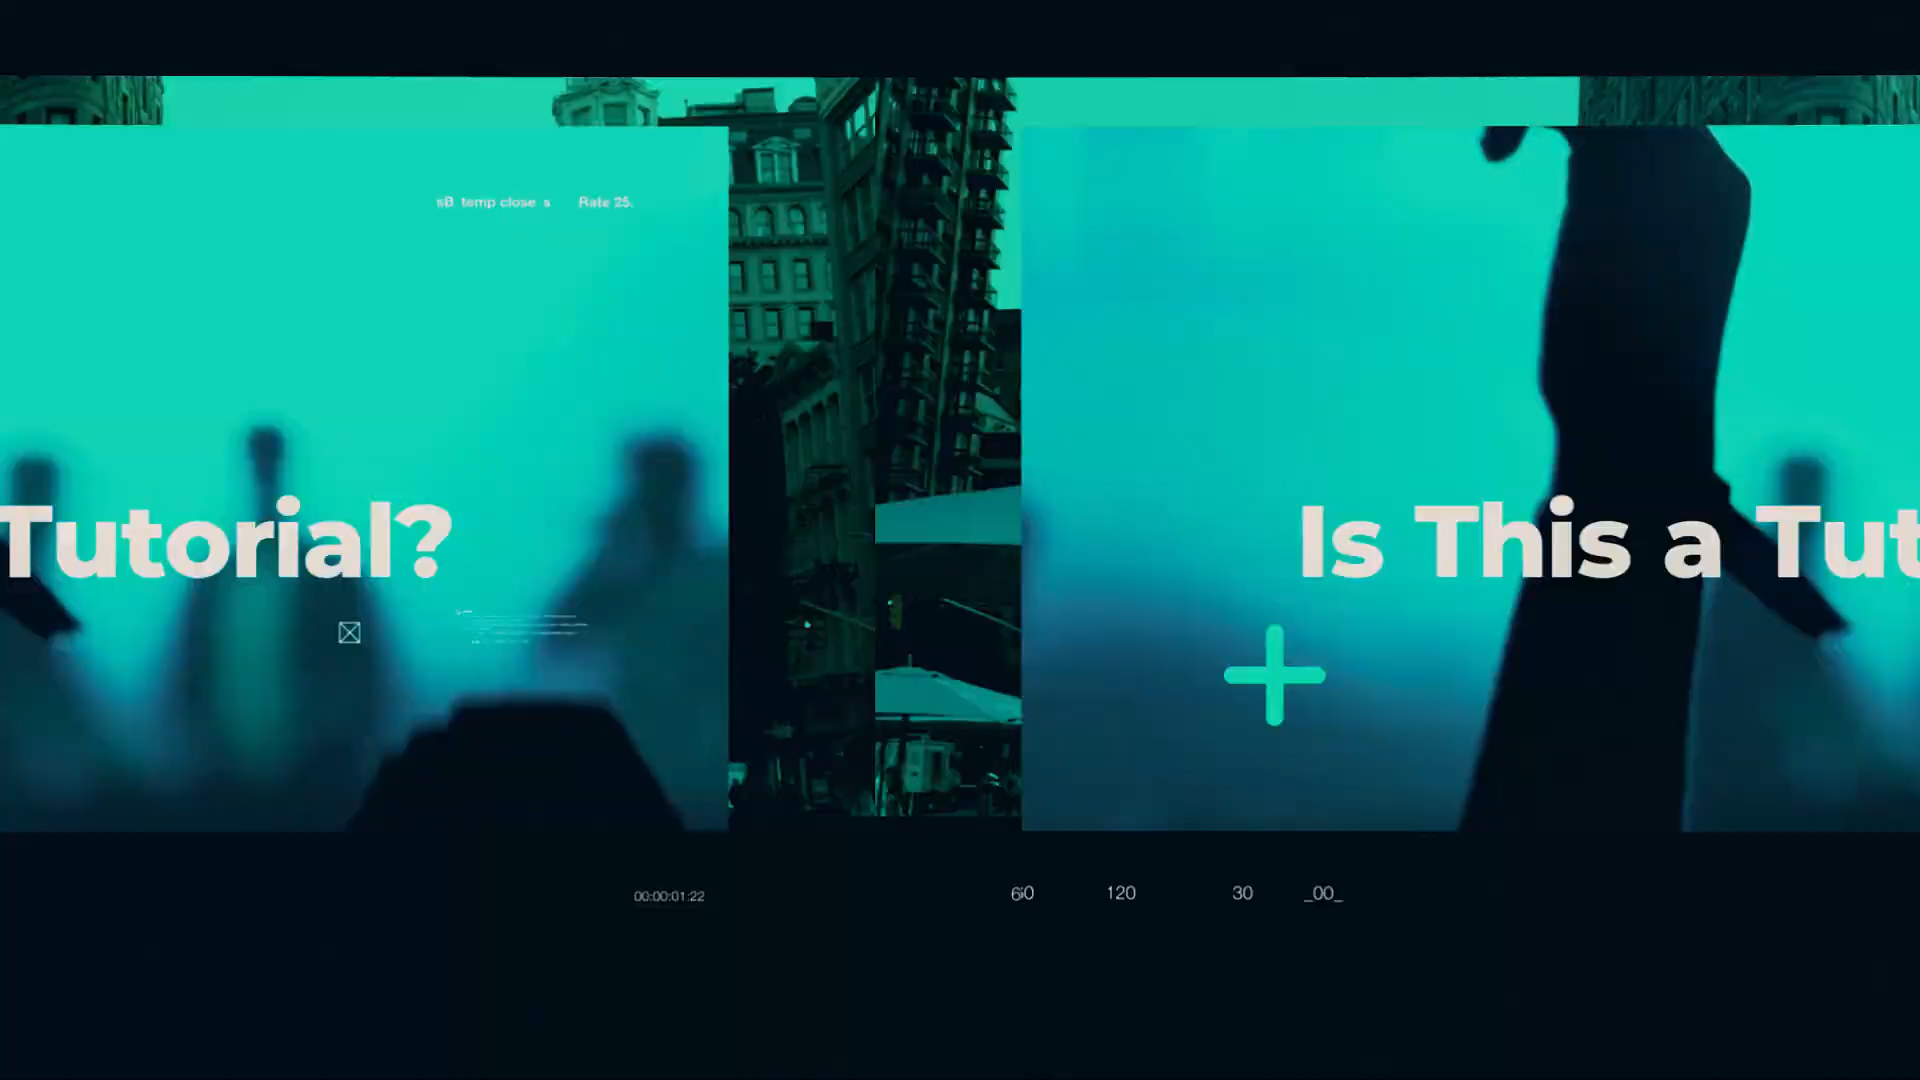 sB temp close s Rate 25.
Tutorial?
Is This a Tut
00:00:01:22
60 120 30 _00_